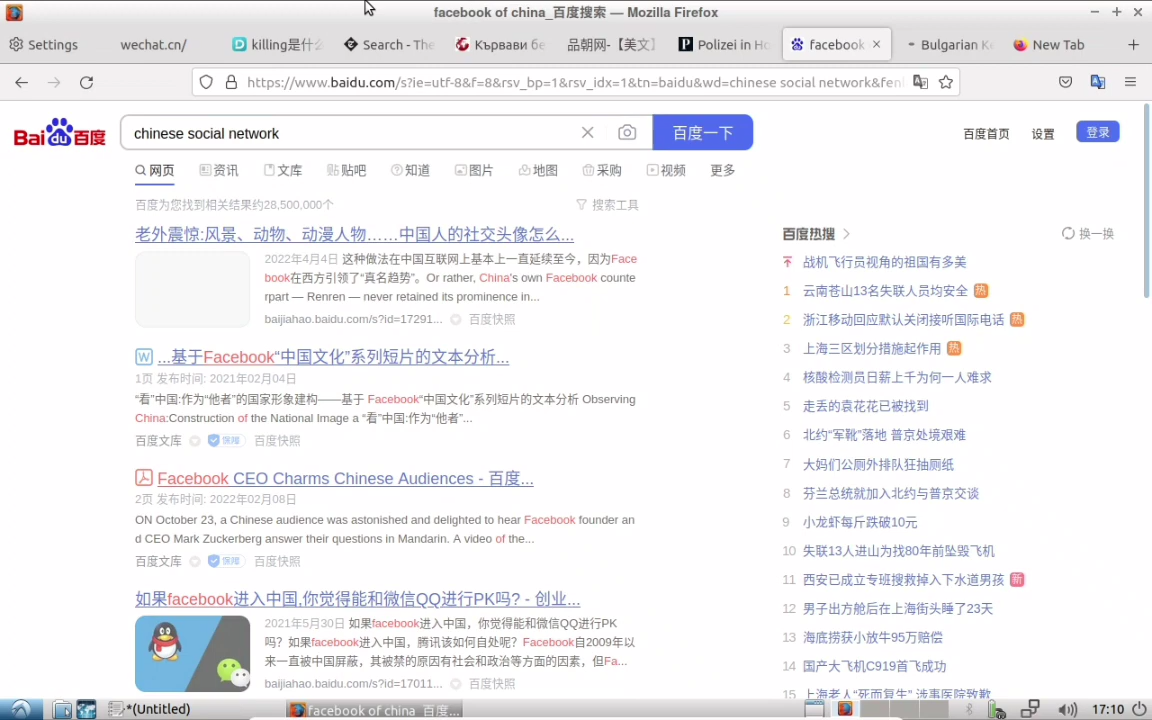 facebook of china_百度搜索 — Mozilla Firefox
Settings
wechat.cn/
killing是什么
Search - The
Кървави бе
品朝网-【美文】
Polizei in Ho
facebook
Bulgarian Ke
New Tab
https://www.baidu.com/s?ie=utf-8&f=8&rsv_bp=1&rsv_idx=1&tn=baidu&wd=chinese social network&fenl
Bai du 百度
chinese social network
百度一下
百度首页 设置 登录
网页 资讯 文库 贴吧 知道 图片 地图 采购 视频 更多
百度为您找到相关结果约28,500,000个
搜索工具
老外震惊:风景、动物、动漫人物……中国人的社交头像怎么...
2022年4月4日 这种做法在中国互联网上基本上一直延续至今，因为Face
book在西方引领了“真名趋势”。Or rather, China's own Facebook counte
rpart — Renren — never retained its prominence in...
baijiahao.baidu.com/s?id=17291... 百度快照
W ...基于Facebook“中国文化”系列短片的文本分析...
1页 发布时间: 2021年02月04日
“看”中国:作为“他者”的国家形象建构——基于 Facebook“中国文化”系列短片的文本分析 Observing
China:Construction of the National Image a “看”中国:作为“他者”...
百度文库 保障 百度快照
Facebook CEO Charms Chinese Audiences - 百度...
2页 发布时间: 2022年02月08日
ON October 23, a Chinese audience was astonished and delighted to hear Facebook founder an
d CEO Mark Zuckerberg answer their questions in Mandarin. A video of the...
百度文库 保障 百度快照
如果facebook进入中国,你觉得能和微信QQ进行PK吗? - 创业...
2021年5月30日 如果facebook进入中国，你觉得能和微信QQ进行PK
吗？如果facebook进入中国，腾讯该如何自处呢？Facebook自2009年以
来一直被中国屏蔽，其被禁的原因有社会和政治等方面的因素，但Fa...
baijiahao.baidu.com/s?id=17011... 百度快照
百度热搜
换一换
战机飞行员视角的祖国有多美
1 云南苍山13名失联人员均安全 热
2 浙江移动回应默认关闭接听国际电话 热
3 上海三区划分措施起作用 热
4 核酸检测员日薪上千为何一人难求
5 走丢的袁花花已被找到
6 北约“军靴”落地 普京处境艰难
7 大妈们公厕外排队狂抽厕纸
8 芬兰总统就加入北约与普京交谈
9 小龙虾每斤跌破10元
10 失联13人进山为找80年前坠毁飞机
11 西安已成立专班搜救掉入下水道男孩 新
12 男子出方舱后在上海街头睡了23天
13 海底捞获小放牛95万赔偿
14 国产大飞机C919首飞成功
15 上海老人“死而复生” 涉事医院致歉
*(Untitled)
facebook of china_百度...
17:10